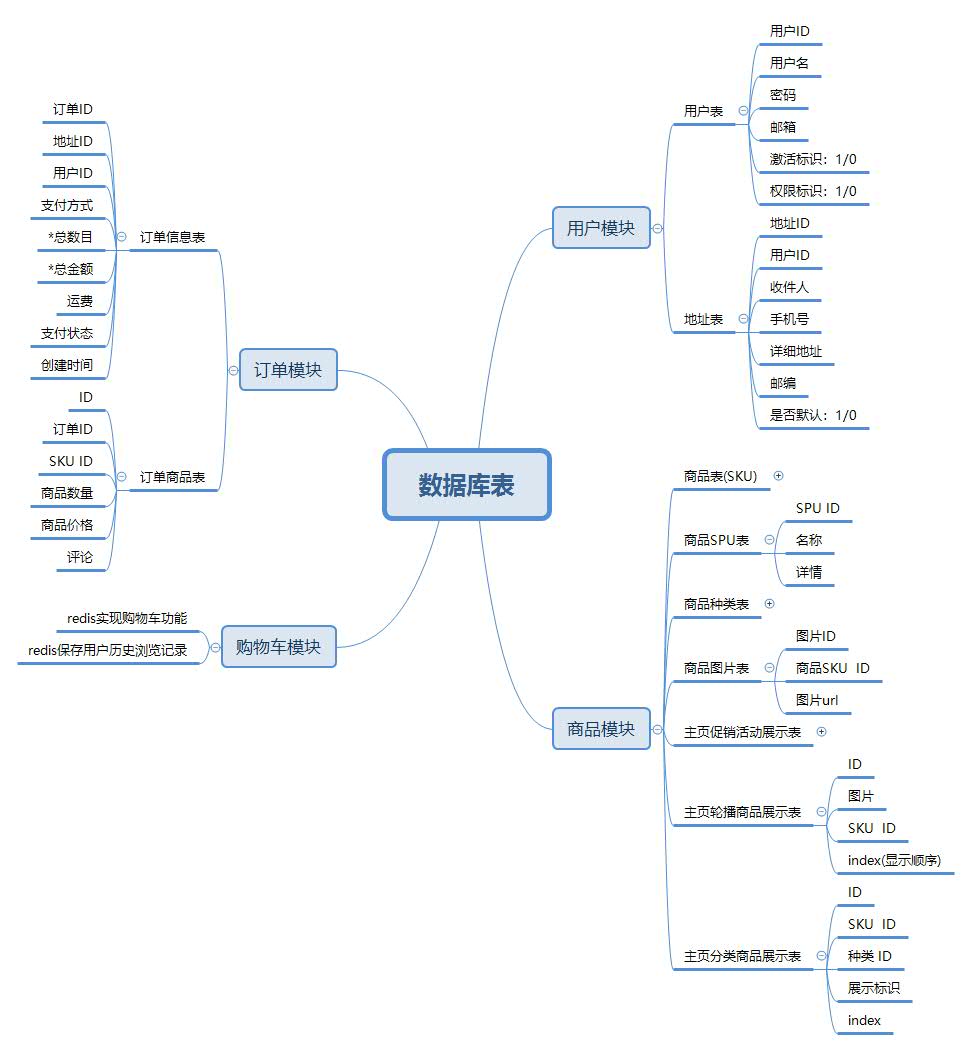 数据库表
用户模块
用户表
用户ID
用户名
密码
邮箱
激活标识：1/0
权限标识：1/0
地址表
地址ID
用户ID
收件人
手机号
详细地址
邮编
是否默认：1/0
商品模块
商品表(SKU)
商品SPU表
SPU ID
名称
详情
商品种类表
商品图片表
图片ID
商品SKU ID
图片url
主页促销活动展示表
主页轮播商品展示表
ID
图片
SKU ID
index(显示顺序)
主页分类商品展示表
ID
SKU ID
种类 ID
展示标识
index
订单模块
订单信息表
订单ID
地址ID
用户ID
支付方式
*总数目
*总金额
运费
支付状态
创建时间
订单商品表
ID
订单ID
SKU ID
商品数量
商品价格
评论
购物车模块
redis实现购物车功能
redis保存用户历史浏览记录